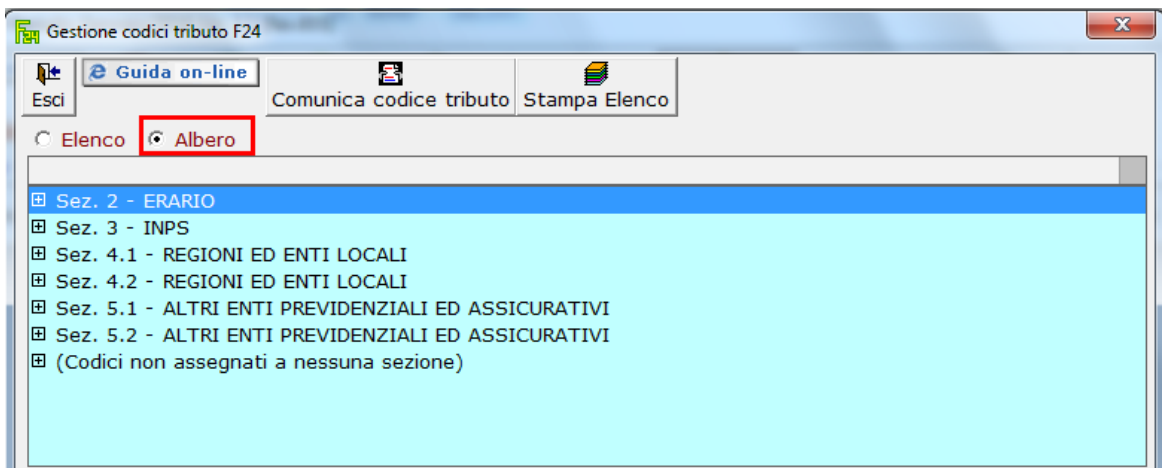 F24 Gestione codici tributo F24
Guida on-line
Esci Comunica codice tributo Stampa Elenco
Elenco Albero
Sez. 2 - ERARIO
Sez. 3 - INPS
Sez. 4.1 - REGIONI ED ENTI LOCALI
Sez. 4.2 - REGIONI ED ENTI LOCALI
Sez. 5.1 - ALTRI ENTI PREVIDENZIALI ED ASSICURATIVI
Sez. 5.2 - ALTRI ENTI PREVIDENZIALI ED ASSICURATIVI
(Codici non assegnati a nessuna sezione)